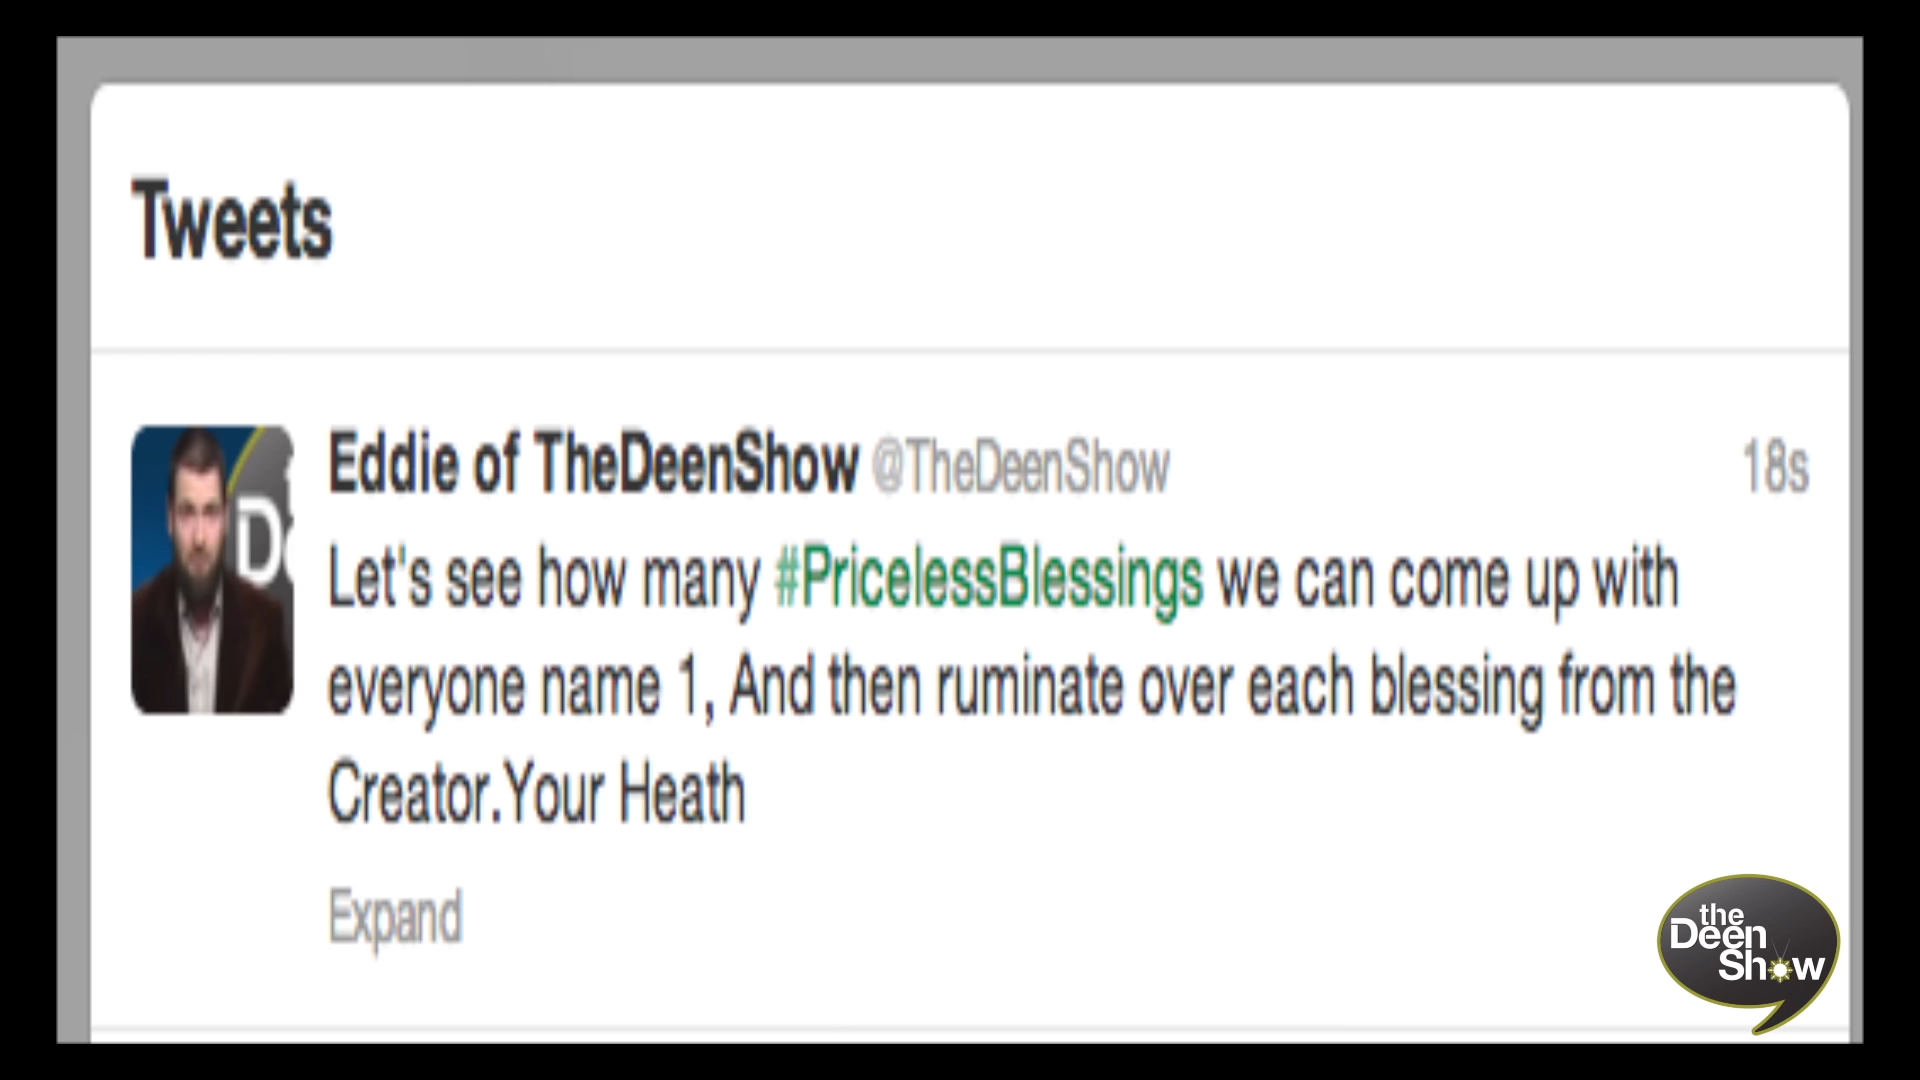 Tweets
Eddie of TheDeenShow @TheDeenShow 18s
Let's see how many #PricelessBlessings we can come up with
everyone name 1, And then ruminate over each blessing from the
Creator.Your Heath
Expand
the
Deen
Show